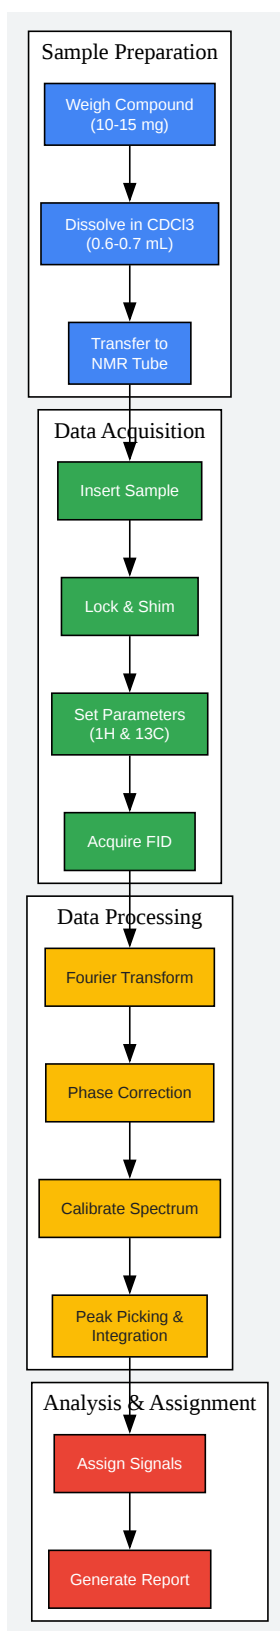 Sample Preparation
Weigh Compound
(10-15 mg)
Dissolve in CDCl3
(0.6-0.7 mL)
Transfer to
NMR Tube
Data Acquisition
Insert Sample
Lock & Shim
Set Parameters
(1H & 13C)
Acquire FID
Data Processing
Fourier Transform
Phase Correction
Calibrate Spectrum
Peak Picking &
Integration
Analysis & Assignment
Assign Signals
Generate Report